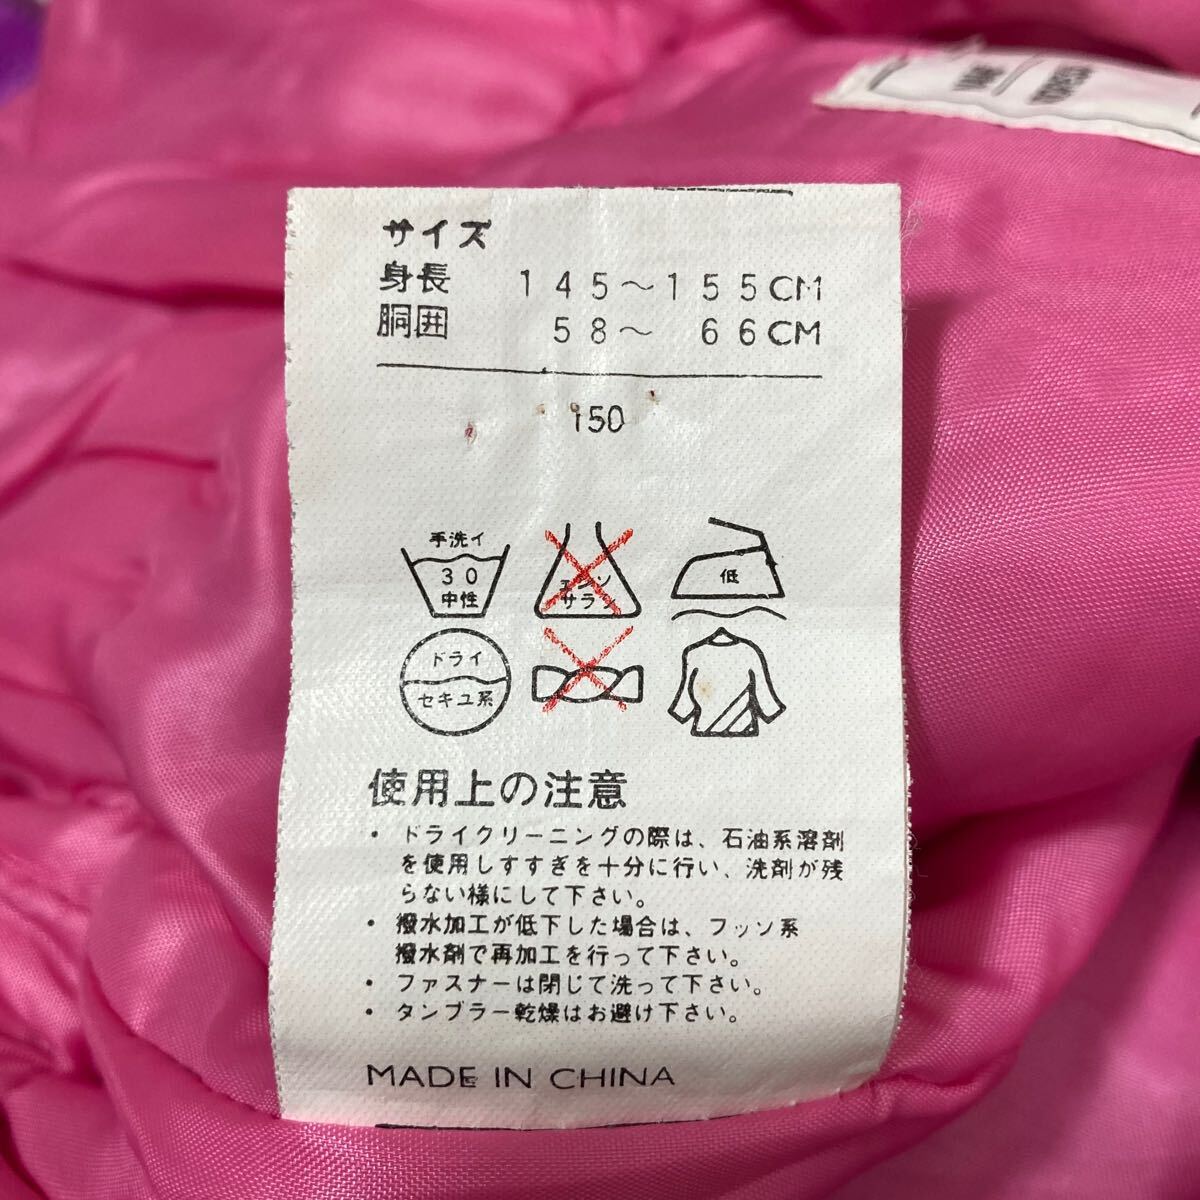 サイズ
身長 145～155CM
胴囲 58～ 66CM
150
手洗イ
30
中性
エンソ
サラシ
低
ドライ
セキユ系
使用上の注意
・ ドライクリーニングの際は、石油系溶剤
を使用しすすぎを十分に行い、洗剤が残
らない様にして下さい。
・ 撥水加工が低下した場合は、フッソ系
撥水剤で再加工を行って下さい。
・ ファスナーは閉じて洗って下さい。
・ タンブラー乾燥はお避け下さい。
MADE IN CHINA